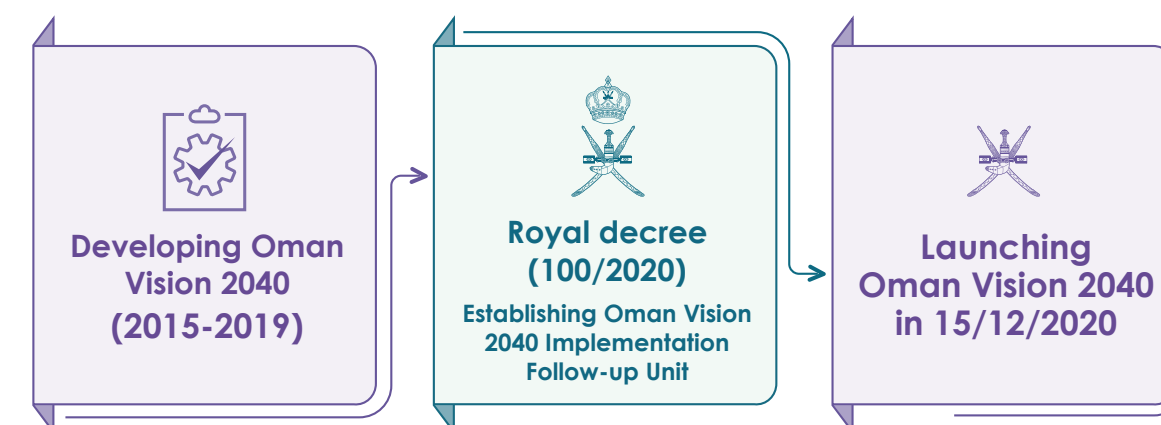 Developing Oman
Vision 2040
(2015-2019)
Royal decree
(100/2020)
Establishing Oman Vision
2040 Implementation
Follow-up Unit
Launching
Oman Vision 2040
in 15/12/2020